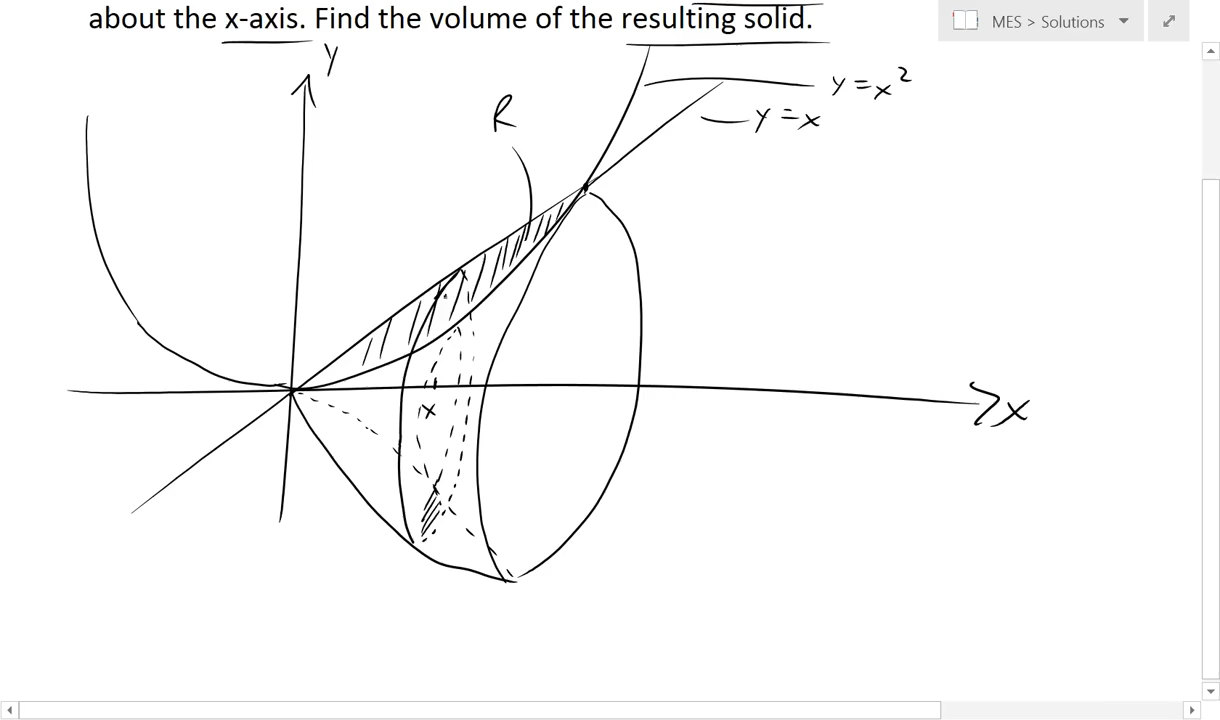 about the x-axis. Find the volume of the resulting solid.
MES > Solutions
y
y = x²
R
y = x
x
x